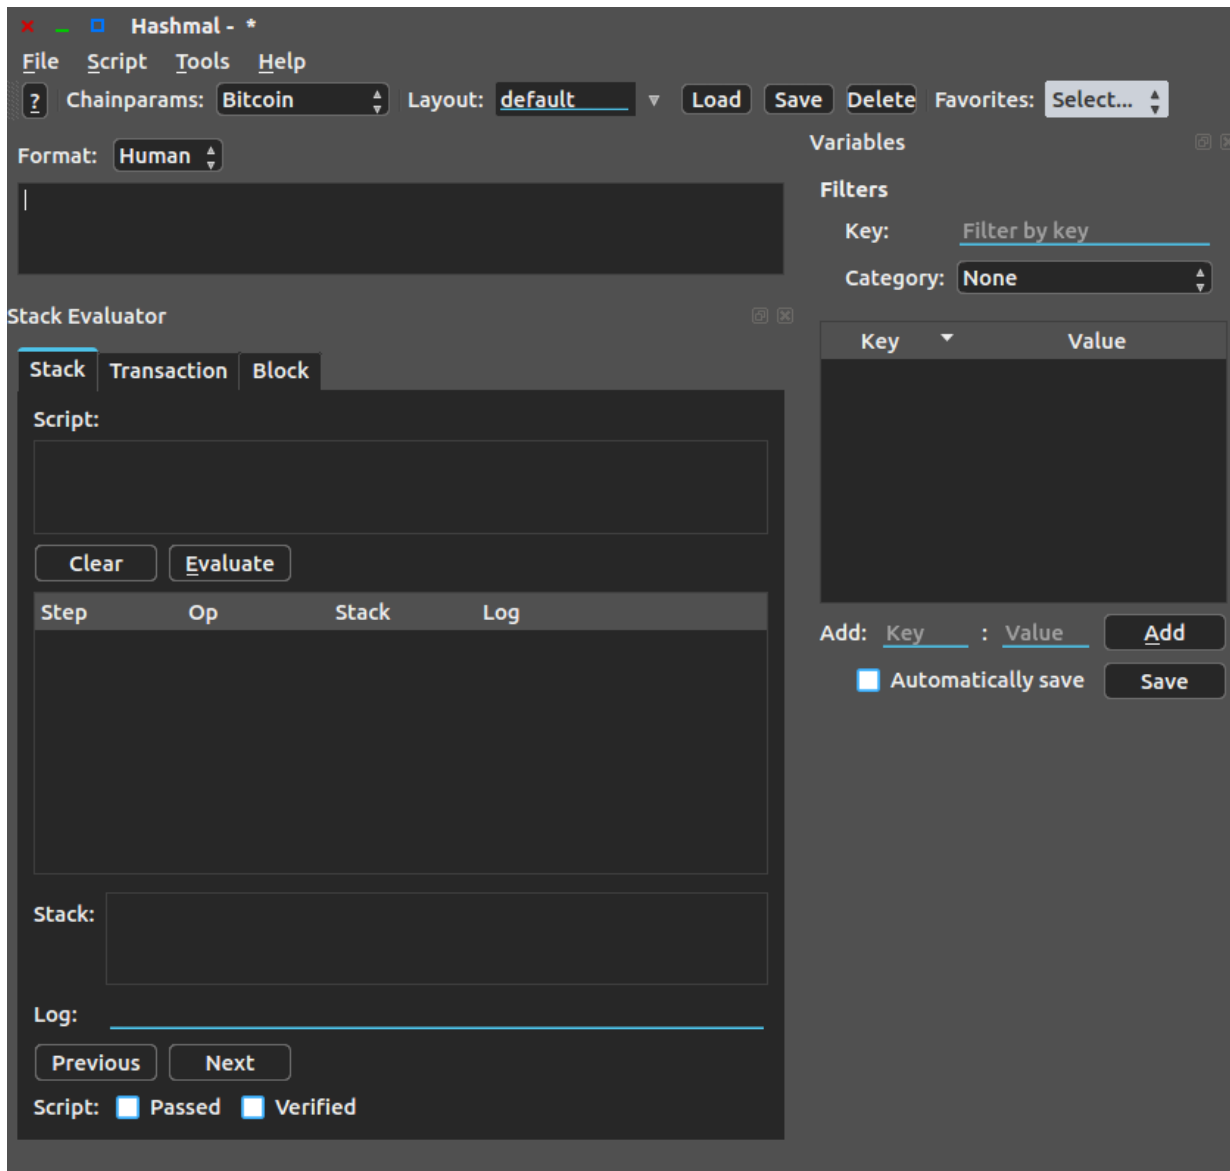 Hashmal - *
File Script Tools Help
? Chainparams: Bitcoin Layout: default Load Save Delete Favorites: Select...
Format: Human
Stack Evaluator
Stack Transaction Block
Script:
Clear Evaluate
Step Op Stack Log
Stack:
Log:
Previous Next
Script: Passed Verified
Variables
Filters
Key: Filter by key
Category: None
Key Value
Add: Key : Value Add
Automatically save Save